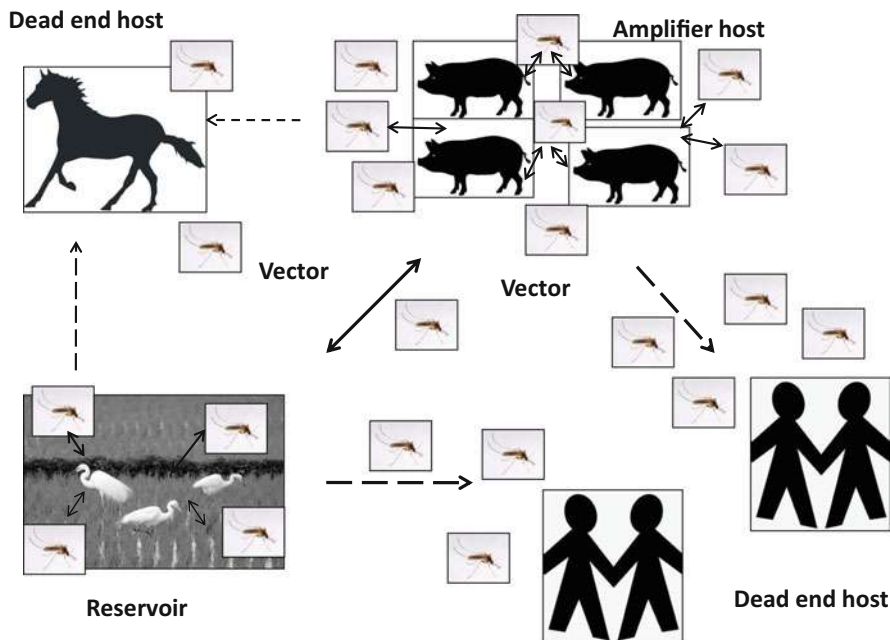 Dead end host
Amplifier host
Vector
Vector
Reservoir
Dead end host